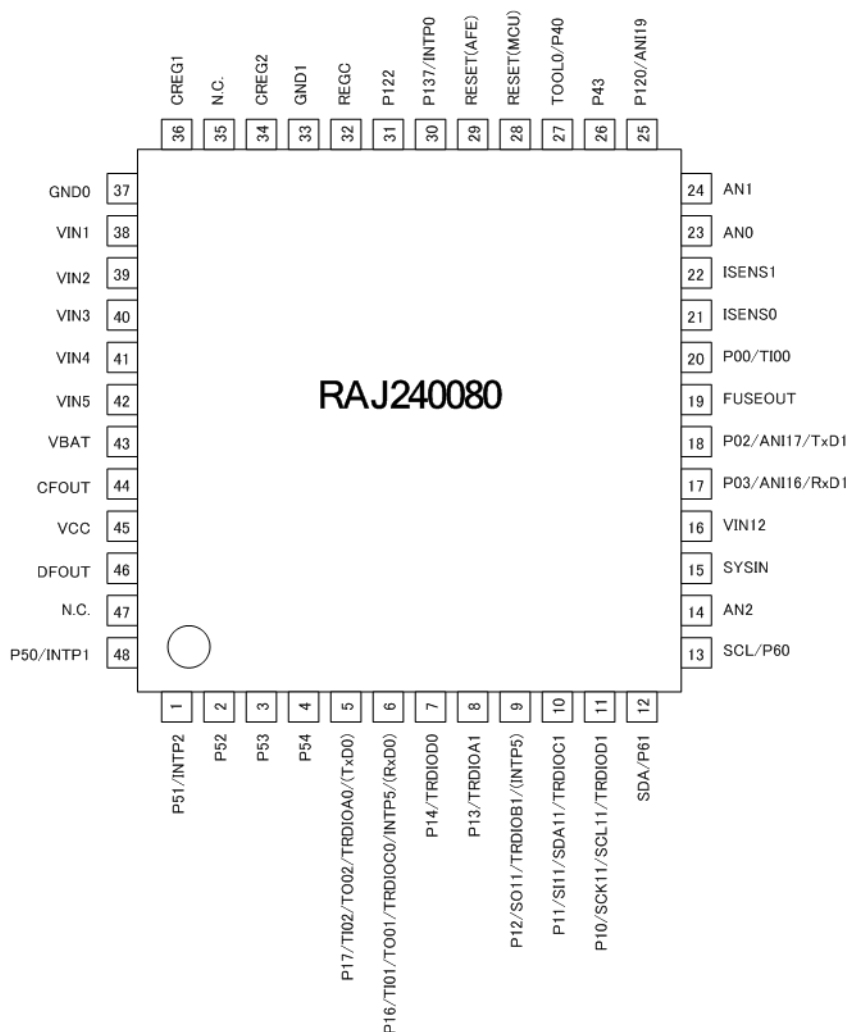 CREG1
N.C.
CREG2
GND1
REGC
P122
P137/INTP0
RESET(AFE)
RESET(MCU)
TOOL0/P40
P43
P120/ANI19
36
35
34
33
32
31
30
29
28
27
26
25
GND0 37
VIN1 38
VIN2 39
VIN3 40
VIN4 41
VIN5 42
VBAT 43
CFOUT 44
VCC 45
DFOUT 46
N.C. 47
P50/INTP1 48
RAJ240080
24 AN1
23 AN0
22 ISENS1
21 ISENS0
20 P00/TI00
19 FUSEOUT
18 P02/ANI17/TxD1
17 P03/ANI16/RxD1
16 VIN12
15 SYSIN
14 AN2
13 SCL/P60
1
2
3
4
5
6
7
8
9
10
11
12
P51/INTP2
P52
P53
P54
P17/TI02/TO02/TRDIOA0/(TxD0)
P16/TI01/TO01/TRDIOC0/INTP5/(RxD0)
P14/TRDIOD0
P13/TRDIOA1
P12/SO11/TRDIOB1/(INTP5)
P11/SI11/SDA11/TRDIOC1
P10/SCK11/SCL11/TRDIOD1
SDA/P61